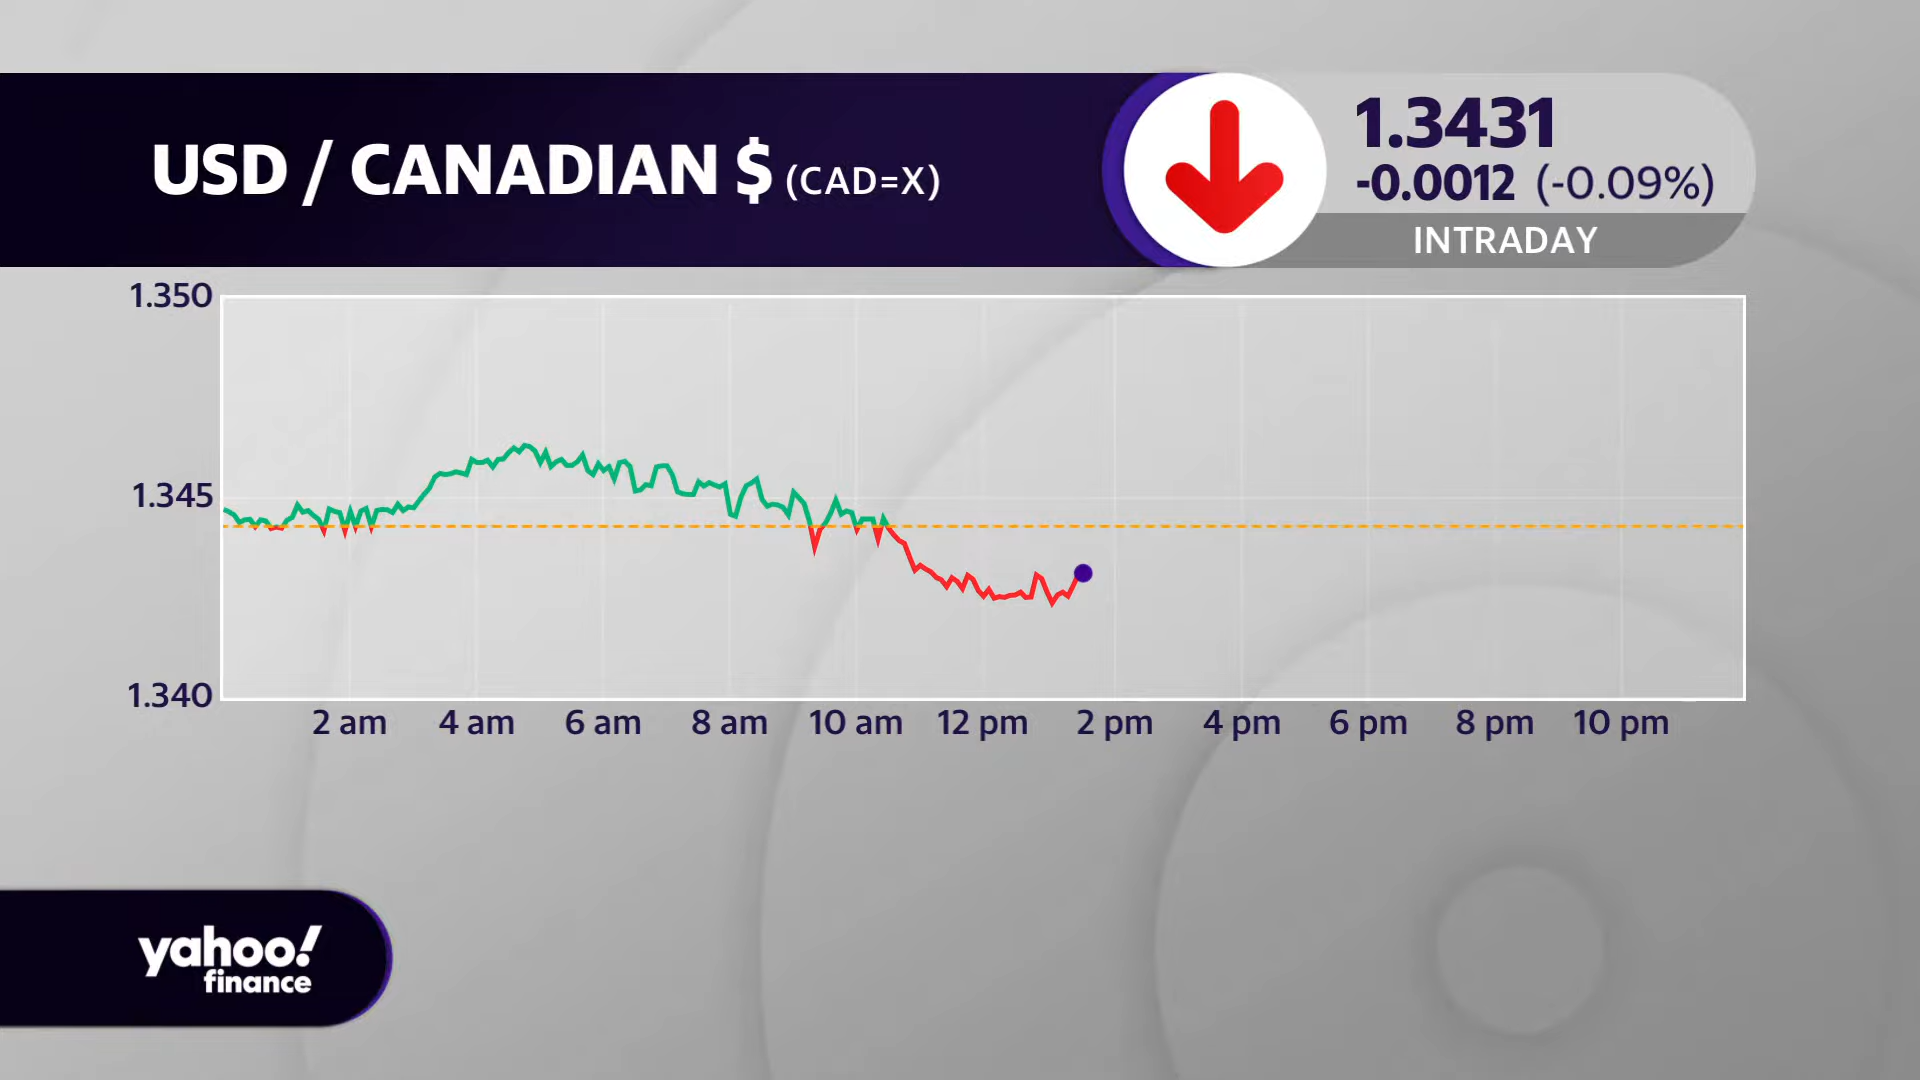 USD / CANADIAN $ (CAD=X)
1.3431
-0.0012 (-0.09%)
INTRADAY
1.350
1.345
1.340
2 am 4 am 6 am 8 am 10 am 12 pm 2 pm 4 pm 6 pm 8 pm 10 pm
yahoo!
finance